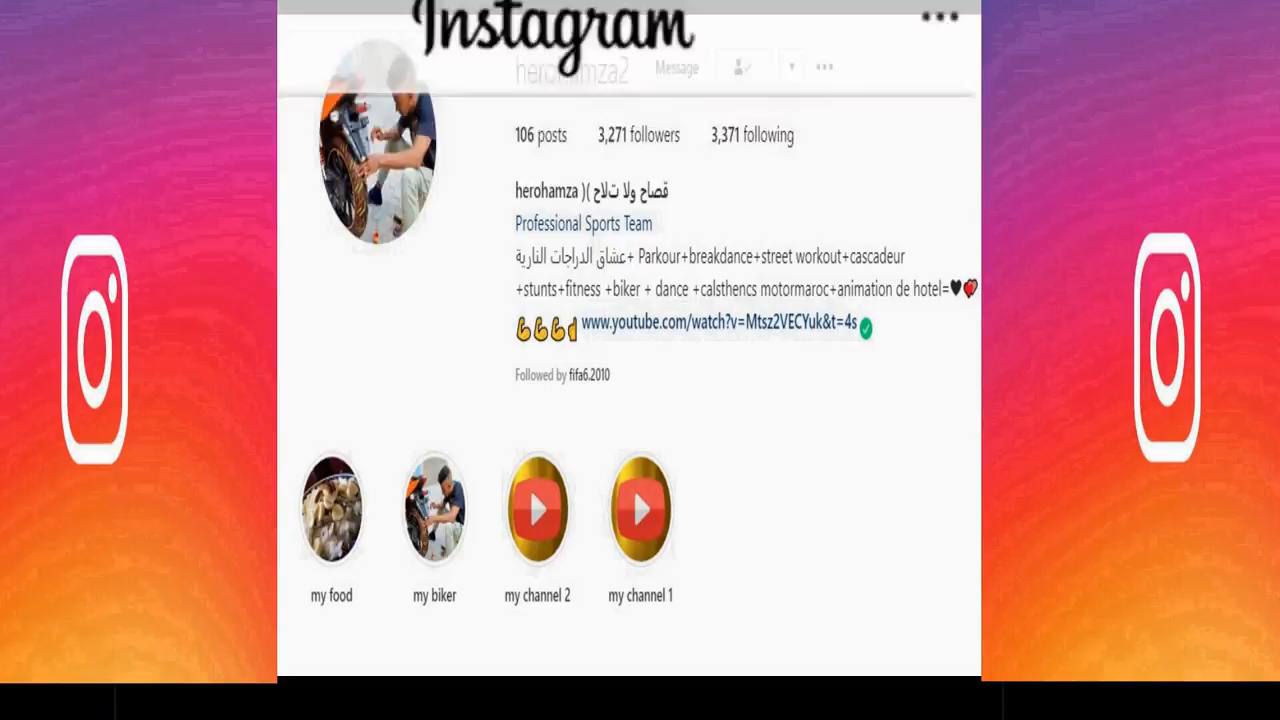 Instagram
herohamza2 Message
106 posts 3,271 followers 3,371 following
herohamza )( قصاح ولا تلاح
Professional Sports Team
عشاق الدراجات النارية+ Parkour+breakdance+street workout+cascadeur
+stunts+fitness +biker + dance +calsthencs motormaroc+animation de hotel=
www.youtube.com/watch?v=Mtsz2VECYuk&t=4s
Followed by fifa6.2010
my food my biker my channel 2 my channel 1